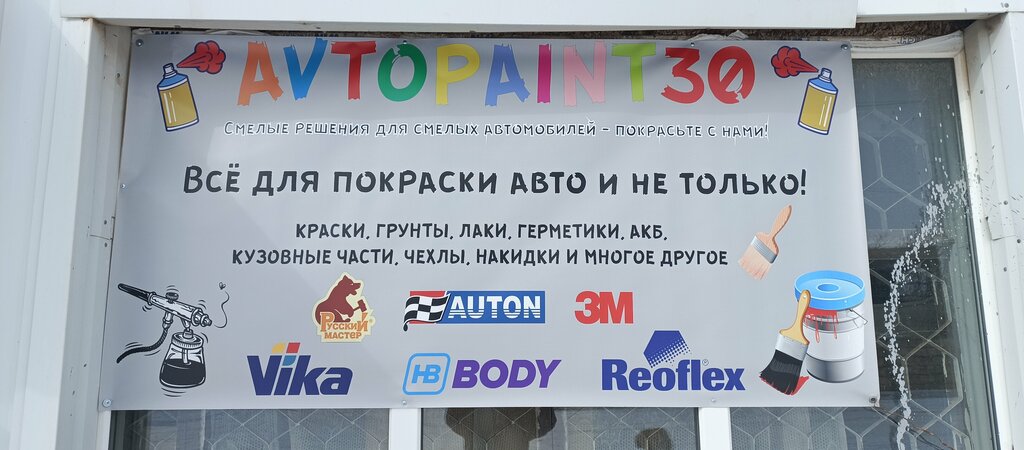 AVTOPAINT30
Смелые решения для смелых автомобилей - покрасьте с нами!
Всё для покраски авто и не только!
краски, грунты, лаки, герметики, акб,
кузовные части, чехлы, накидки и многое другое
Русский мастер
AUTON
3M
Vika
HB BODY
Reoflex